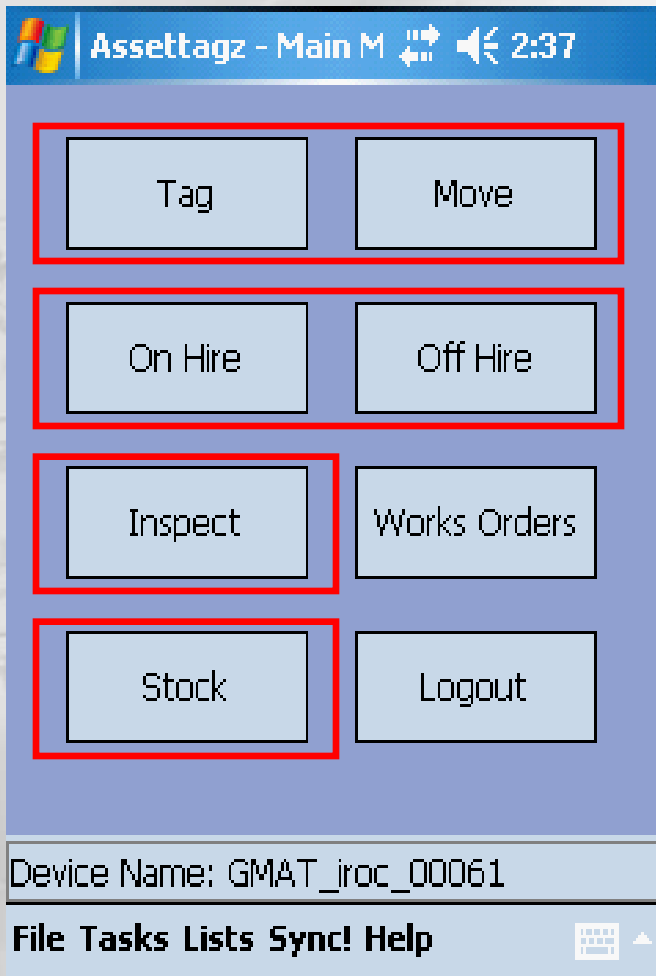 Assettagz - Main M 2:37
Tag Move
On Hire Off Hire
Inspect Works Orders
Stock Logout
Device Name: GMAT_iroc_00061
File Tasks Lists Sync! Help